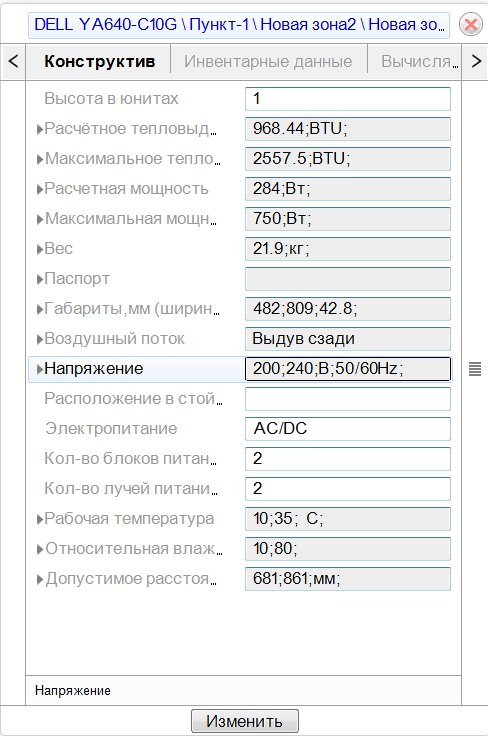 DELL YA640-C10G \ Пункт-1 \ Новая зона2 \ Новая зо...
Конструктив Инвентарные данные Вычисля...
Высота в юнитах 1
Расчётное тепловыд... 968.44;BTU;
Максимальное тепло... 2557.5;BTU;
Расчетная мощность 284;Вт;
Максимальная мощн... 750;Вт;
Вес 21.9;кг;
Паспорт
Габариты,мм (ширин... 482;809;42.8;
Воздушный поток Выдув сзади
Напряжение 200;240;В;50/60Hz;
Расположение в стой...
Электропитание AC/DC
Кол-во блоков питан... 2
Кол-во лучей питани... 2
Рабочая температура 10;35; C;
Относительная влаж... 10;80;
Допустимое расстоя... 681;861;мм;
Напряжение
Изменить